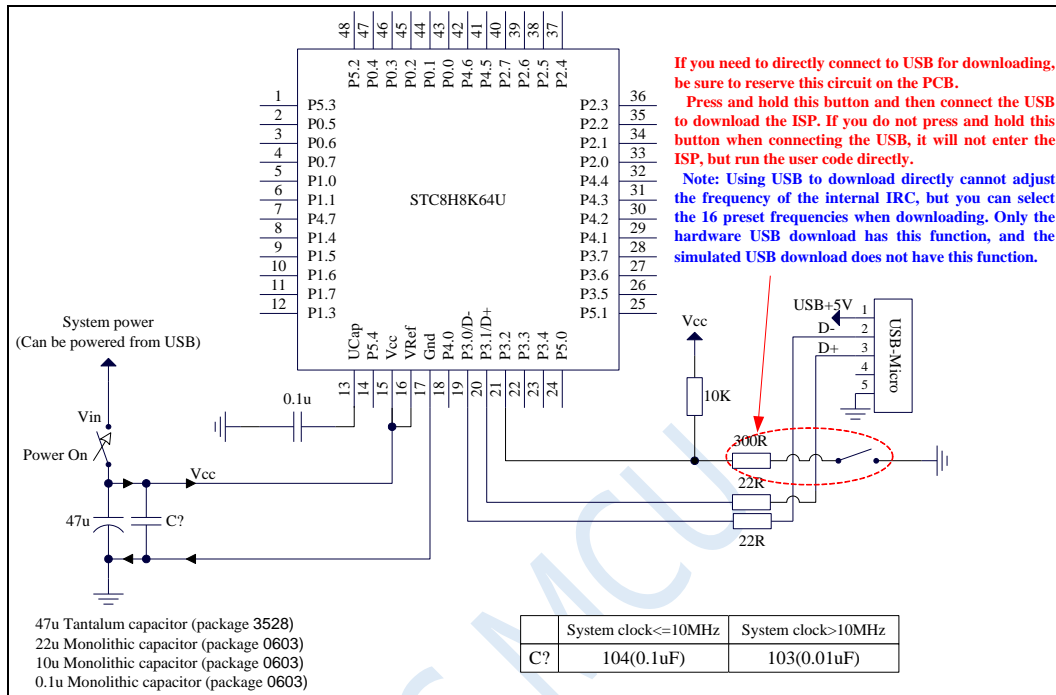 48
47
46
45
44
43
42
41
40
39
38
37
P5.2
P0.4
P0.3
P0.2
P0.1
P0.0
P4.6
P4.5
P2.7
P2.6
P2.5
P2.4
1 P5.3
2 P0.5
3 P0.6
4 P0.7
5 P1.0
6 P1.1
7 P4.7
8 P1.4
9 P1.5
10 P1.6
11 P1.7
12 P1.3
STC8H8K64U
P2.3 36
P2.2 35
P2.1 34
P2.0 33
P4.4 32
P4.3 31
P4.2 30
P4.1 29
P3.7 28
P3.6 27
P3.5 26
P5.1 25
UCap
P5.4
Vcc
VRef
Gnd
P4.0
P3.0/D-
P3.1/D+
P3.2
P3.3
P3.4
P5.0
13
14
15
16
17
18
19
20
21
22
23
24
If you need to directly connect to USB for downloading,
be sure to reserve this circuit on the PCB.
Press and hold this button and then connect the USB
to download the ISP. If you do not press and hold this
button when connecting the USB, it will not enter the
ISP, but run the user code directly.
Note: Using USB to download directly cannot adjust
the frequency of the internal IRC, but you can select
the 16 preset frequencies when downloading. Only the
hardware USB download has this function, and the
simulated USB download does not have this function.
System power
(Can be powered from USB)
Vin
Power On
Vcc
47u
C?
0.1u
Vcc
10K
300R
22R
22R
USB+5V
D-
D+
1
2
3
4
5
USB-Micro
47u Tantalum capacitor (package 3528)
22u Monolithic capacitor (package 0603)
10u Monolithic capacitor (package 0603)
0.1u Monolithic capacitor (package 0603)
System clock<=10MHz System clock>10MHz
C? 104(0.1uF) 103(0.01uF)
MCU